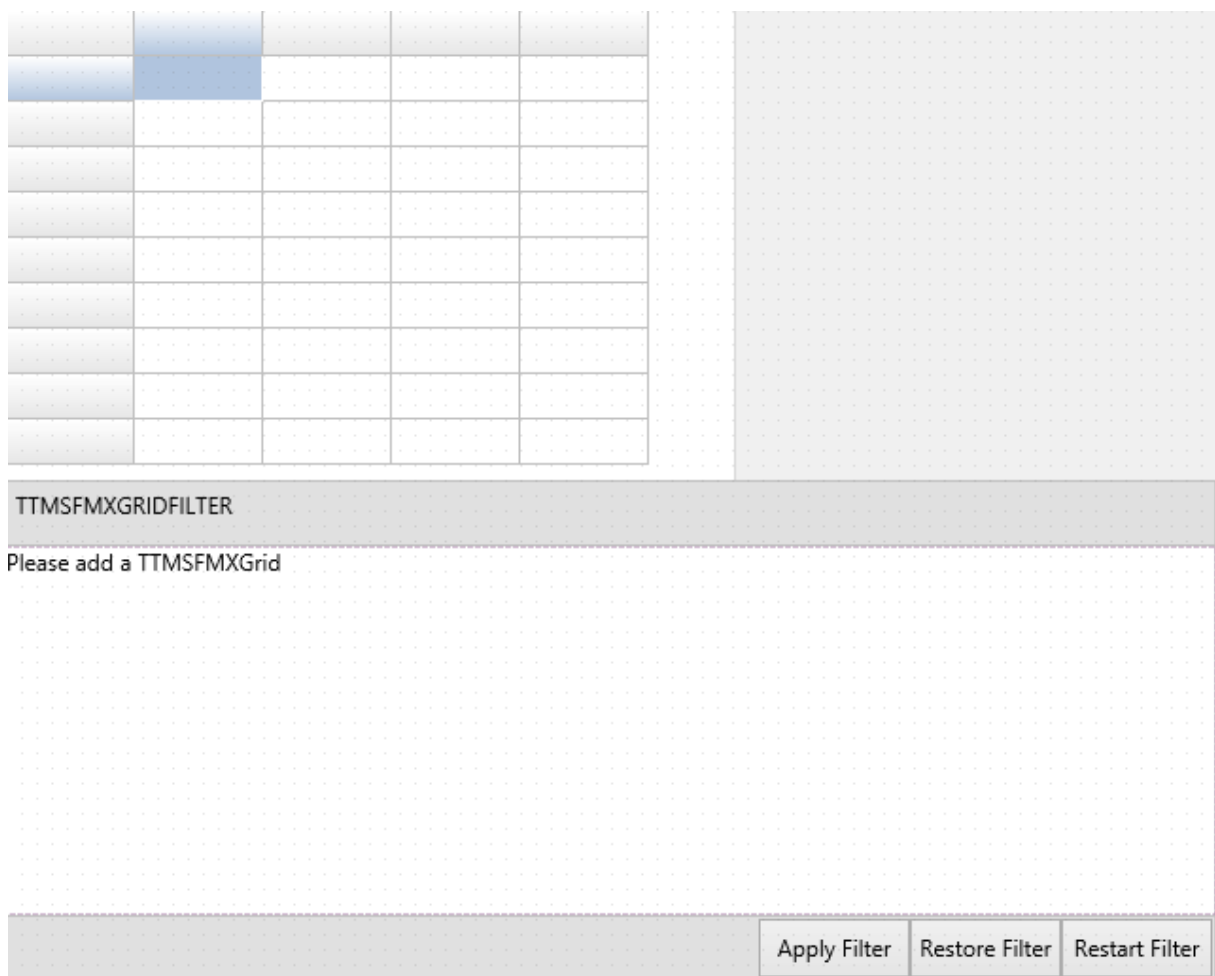 TTMSFMXGRIDFILTER
Please add a TTMSFMXGrid
Apply Filter
Restore Filter
Restart Filter